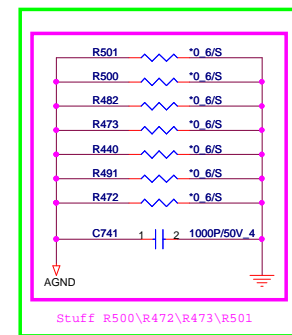 R501 *0_6/S
R500 *0_6/S
R482 *0_6/S
R473 *0_6/S
R440 *0_6/S
R491 *0_6/S
R472 *0_6/S
C741 1 2 1000P/50V_4
AGND
Stuff R500\R472\R473\R501